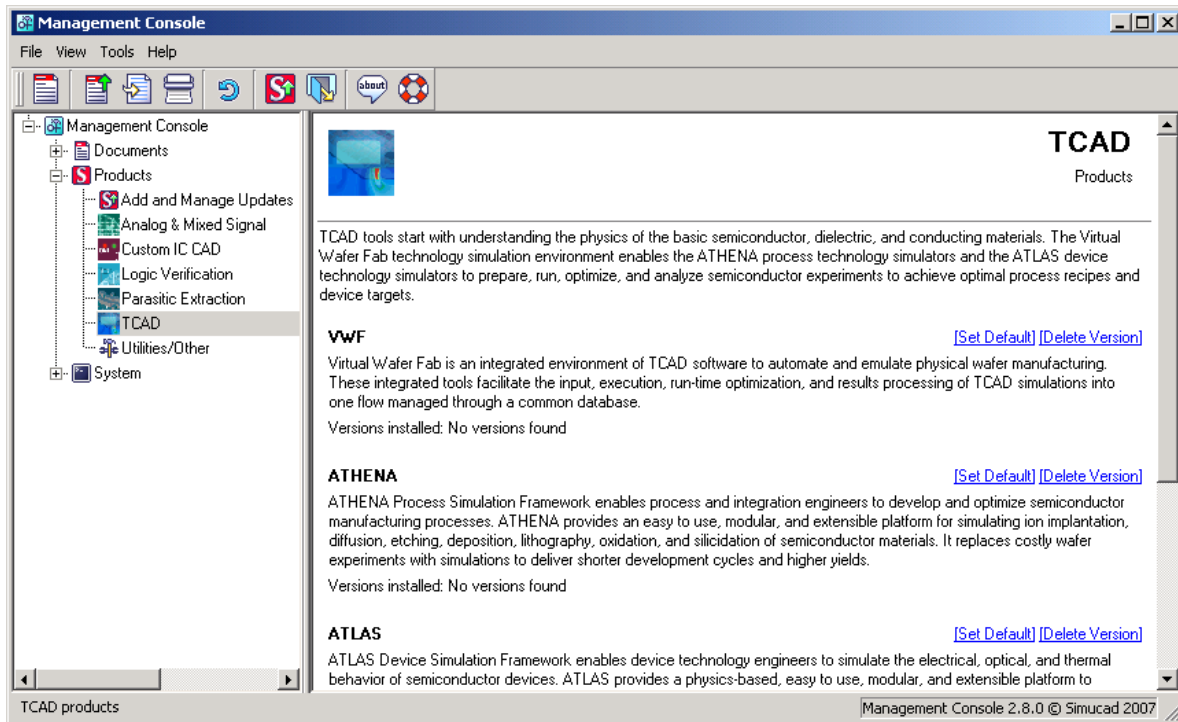 Management Console
File View Tools Help
about
Management Console
Documents
Products
Add and Manage Updates
Analog & Mixed Signal
Custom IC CAD
Logic Verification
Parasitic Extraction
TCAD
Utilities/Other
System
TCAD
Products
TCAD tools start with understanding the physics of the basic semiconductor, dielectric, and conducting materials. The Virtual
Wafer Fab technology simulation environment enables the ATHENA process technology simulators and the ATLAS device
technology simulators to prepare, run, optimize, and analyze semiconductor experiments to achieve optimal process recipes and
device targets.
VWF [Set Default] [Delete Version]
Virtual Wafer Fab is an integrated environment of TCAD software to automate and emulate physical wafer manufacturing.
These integrated tools facilitate the input, execution, run-time optimization, and results processing of TCAD simulations into
one flow managed through a common database.
Versions installed: No versions found
ATHENA [Set Default] [Delete Version]
ATHENA Process Simulation Framework enables process and integration engineers to develop and optimize semiconductor
manufacturing processes. ATHENA provides an easy to use, modular, and extensible platform for simulating ion implantation,
diffusion, etching, deposition, lithography, oxidation, and silicidation of semiconductor materials. It replaces costly wafer
experiments with simulations to deliver shorter development cycles and higher yields.
Versions installed: No versions found
ATLAS [Set Default] [Delete Version]
ATLAS Device Simulation Framework enables device technology engineers to simulate the electrical, optical, and thermal
behavior of semiconductor devices. ATLAS provides a physics-based, easy to use, modular, and extensible platform to
TCAD products
Management Console 2.8.0 © Simucad 2007